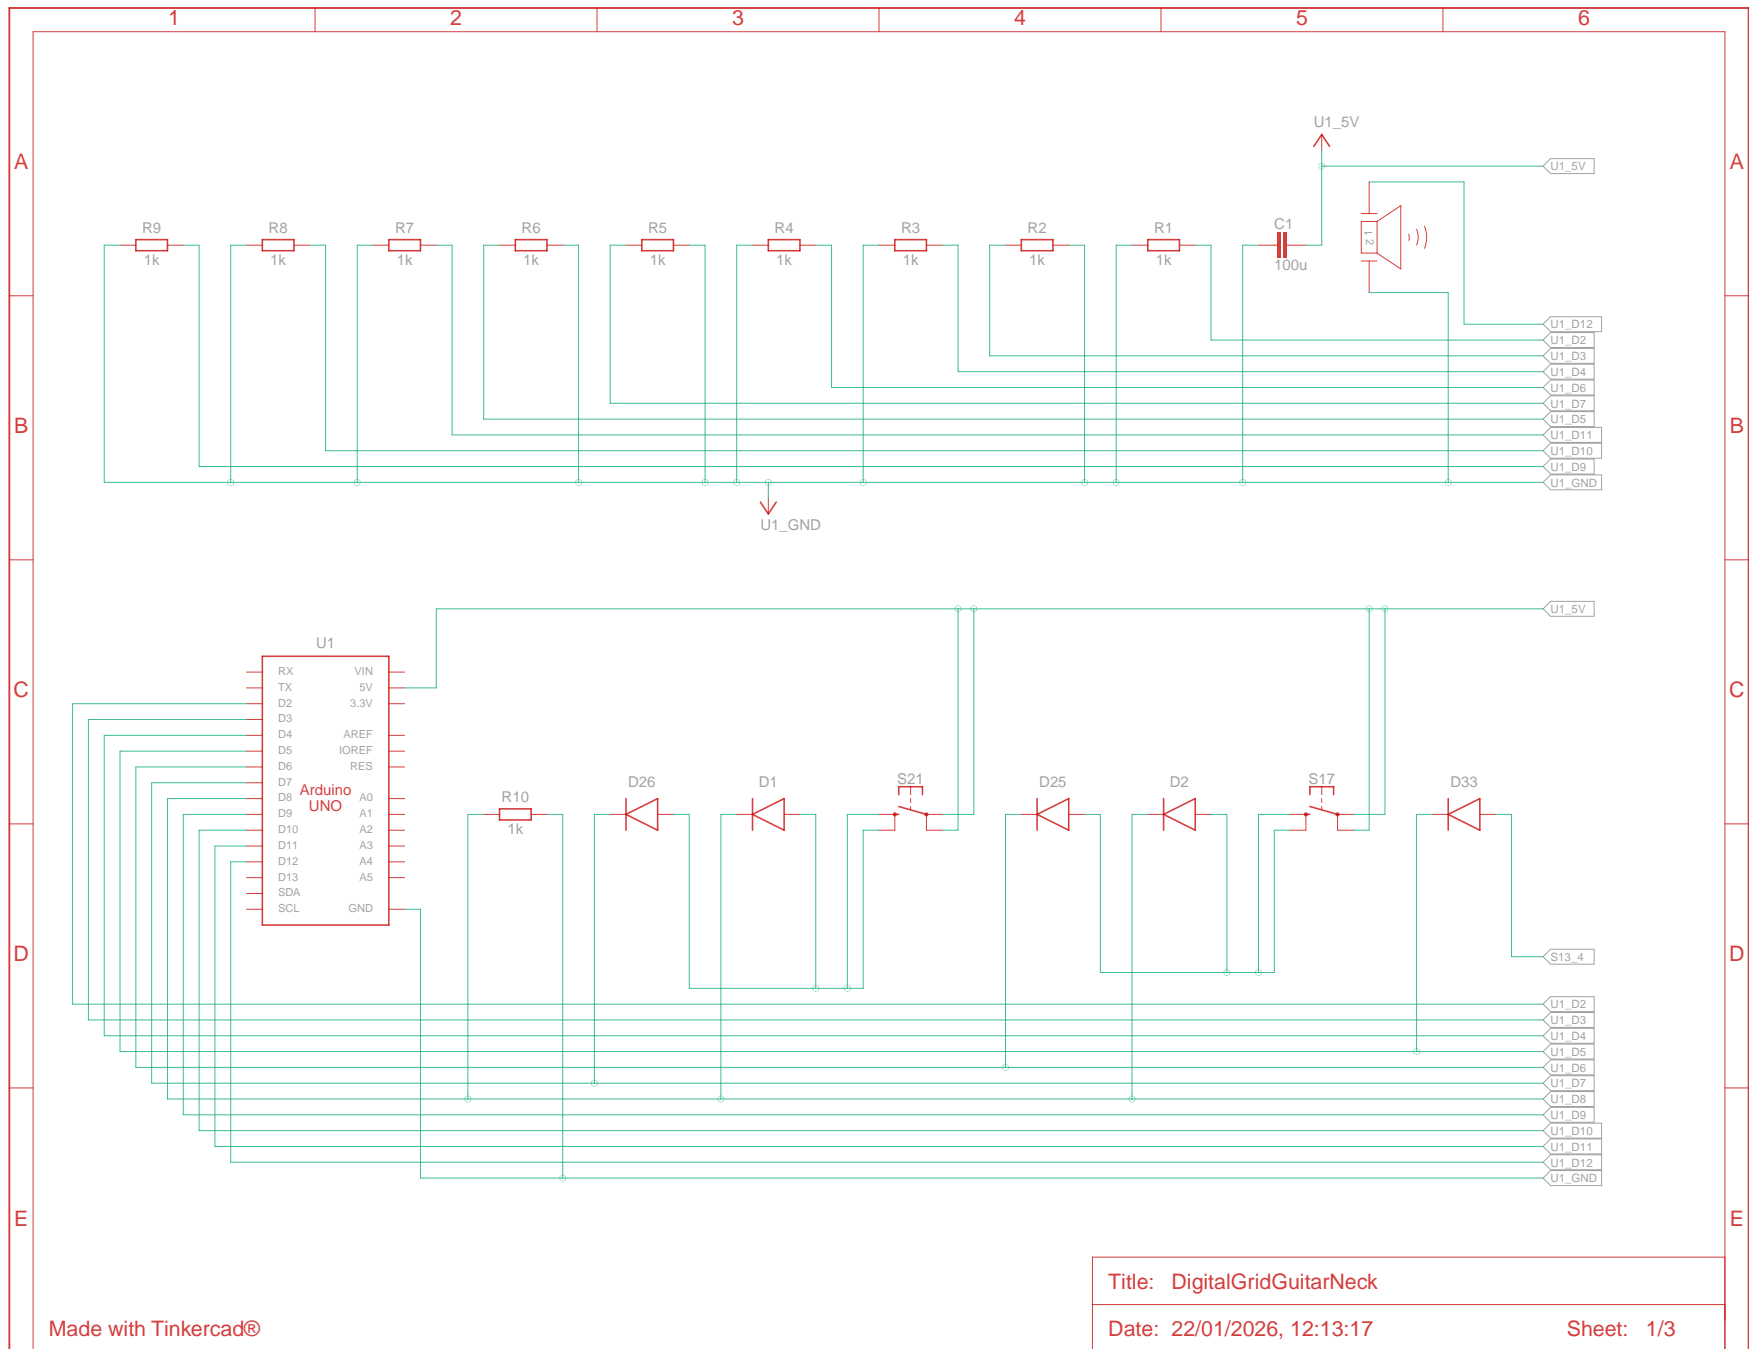 1 2 3 4 5 6
U1_5V
A A
U1_5V
R9 R8 R7 R6 R5 R4 R3 R2 R1 C1
1 2
1k 1k 1k 1k 1k 1k 1k 1k 1k 100u
U1_D12
U1_D2
U1_D3
U1_D4
U1_D6
U1_D7
U1_D5
B B
U1_D11
U1_D10
U1_D9
U1_GND
U1_GND
U1_5V
U1
RX VIN
TX 5V
C C
D2 3.3V
D3
D4 AREF
D5 IOREF
D6 RES
D7
Arduino
UNO
D8 A0
D9 A1
D10 A2
D11 A3
D12 A4
D13 A5
SDA
SCL GND
R10 D26 D1 S21 D25 D2 S17 D33
1k
D D
S13_4
U1_D2
U1_D3
U1_D4
U1_D5
U1_D6
U1_D7
U1_D8
U1_D9
U1_D10
U1_D11
U1_D12
U1_GND
E E
Title: DigitalGridGuitarNeck
Made with Tinkercad®
Date: 22/01/2026, 12:13:17 Sheet: 1/3